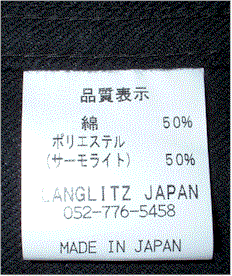 品質表示
綿 50%
ポリエステル
(サーモライト) 50%
LANGLITZ JAPAN
052-776-5458
MADE IN JAPAN